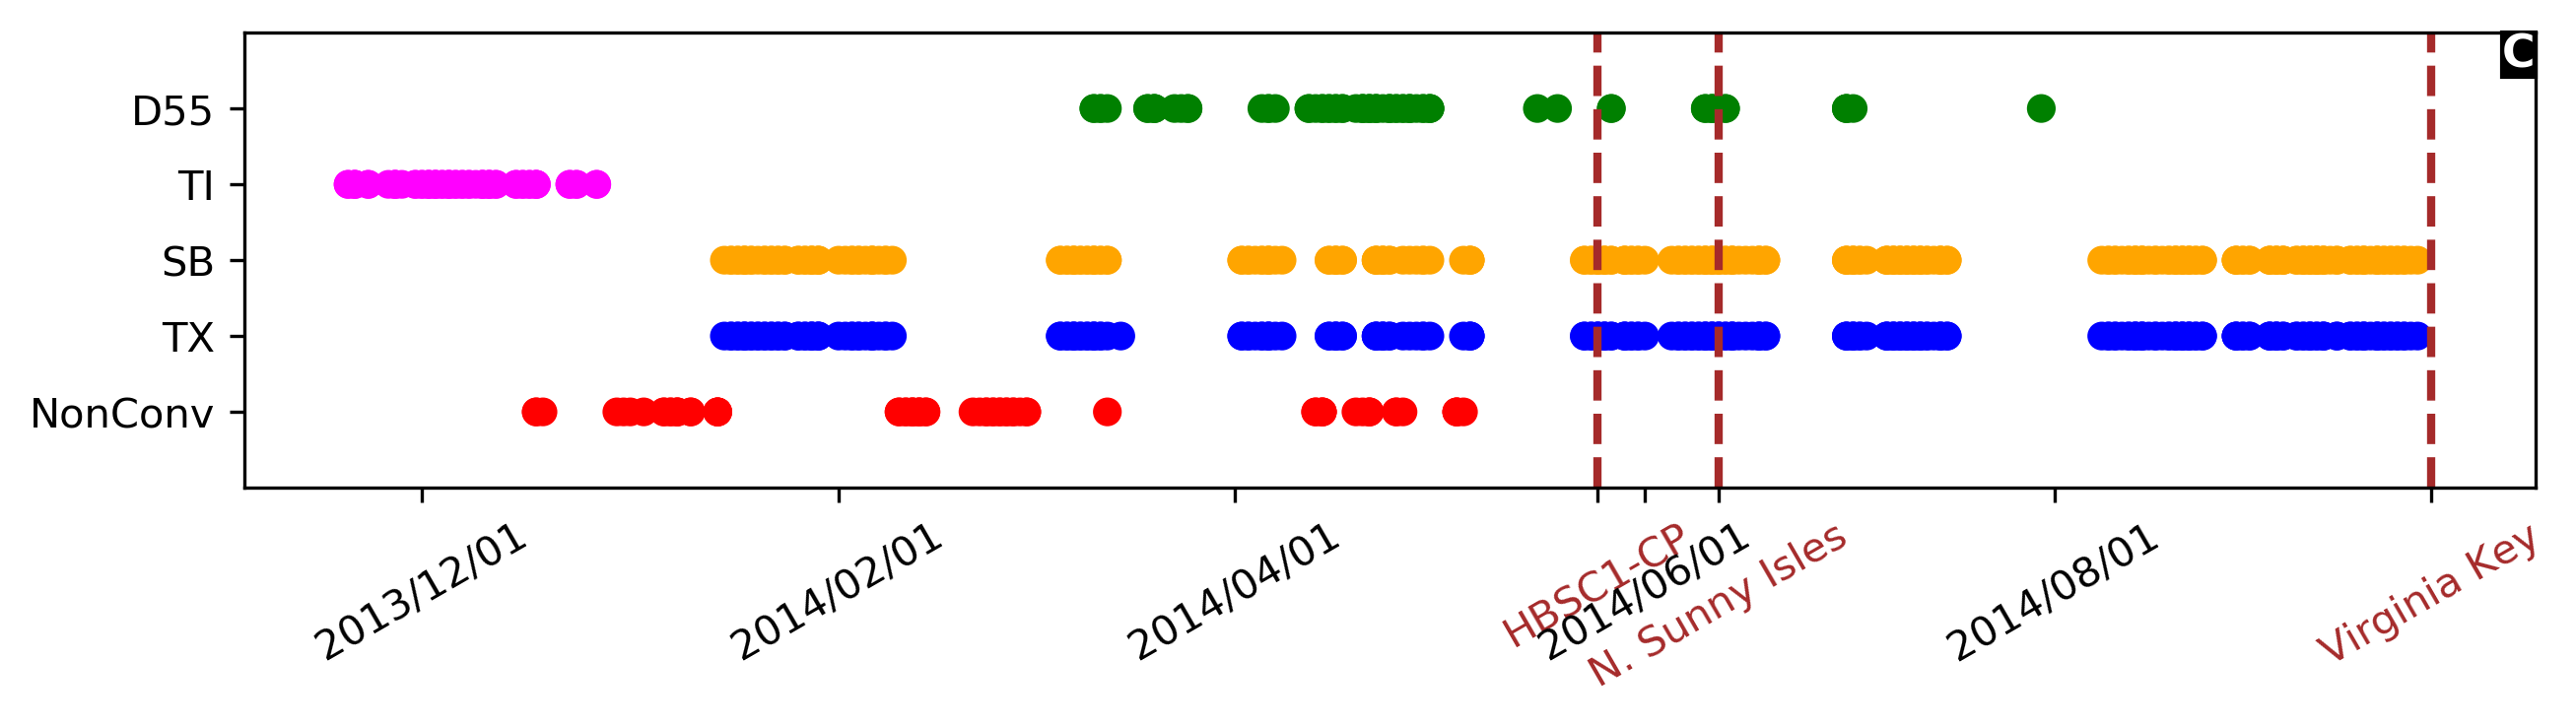 C
D55
TI
SB
TX
NonConv
2013/12/01
2014/02/01
2014/04/01
HBSC1-CP
2014/06/01
N. Sunny Isles
2014/08/01
Virginia Key